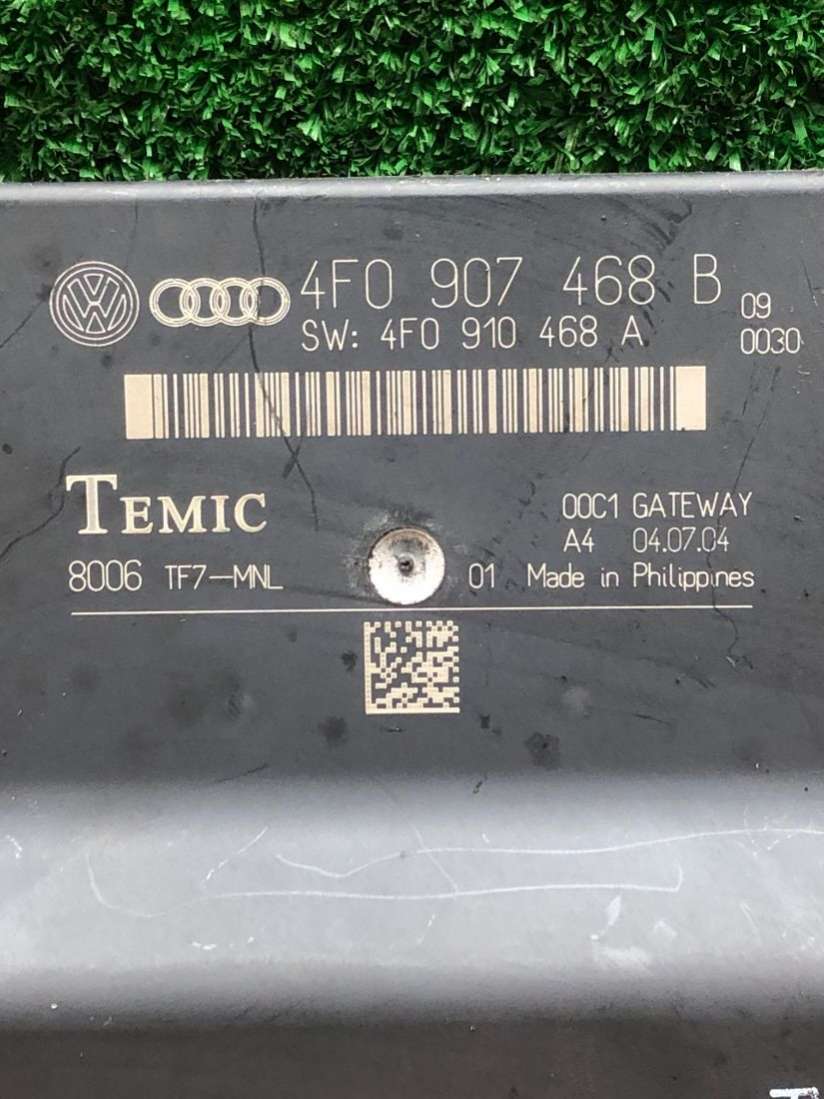 4F0 907 468 B 09
SW: 4F0 910 468 A 0030
TEMIC 00C1 GATEWAY
A4 04.07.04
8006 TF7-MNL 01 Made in Philippines